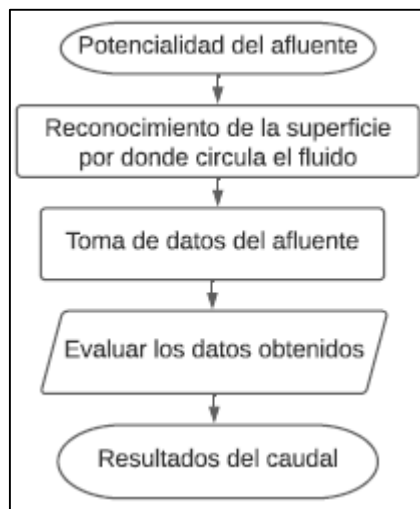 Potencialidad del afluente
Reconocimiento de la superficie
por donde circula el fluido
Toma de datos del afluente
Evaluar los datos obtenidos
Resultados del caudal